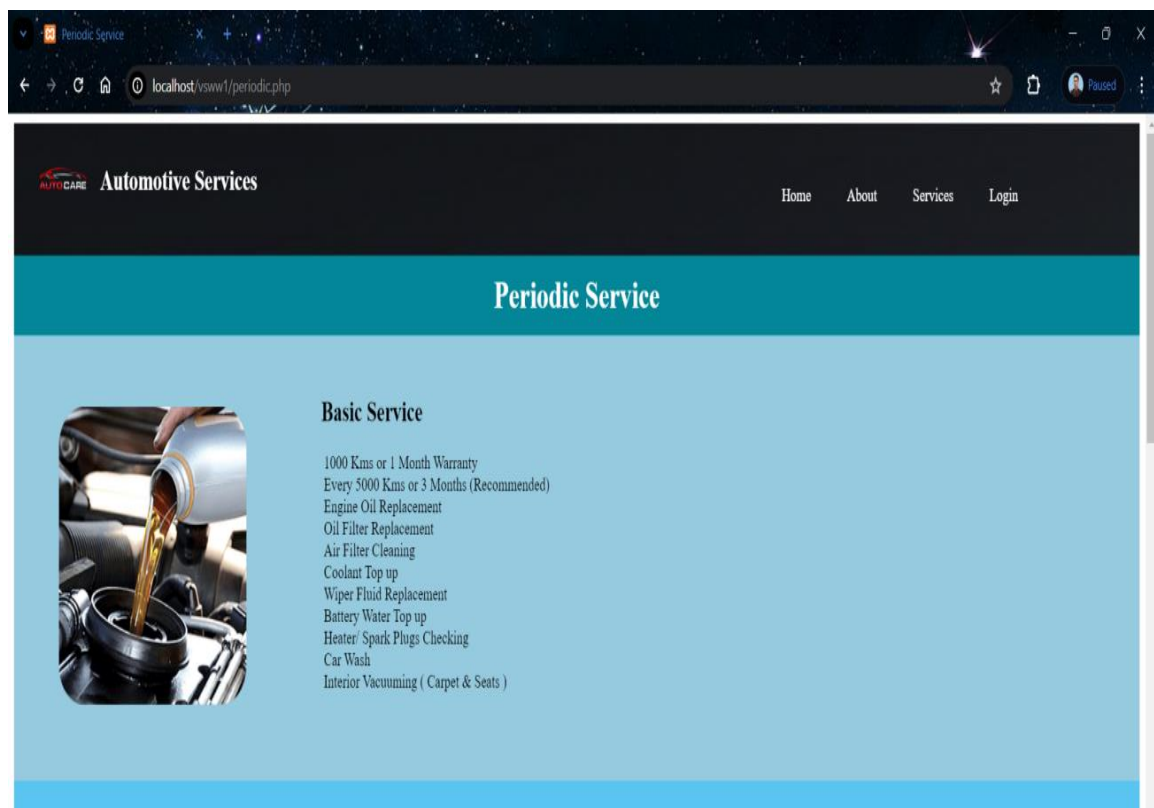 Periodic Service
localhost/vsww1/periodic.php
Paused
AUTOCARE
Automotive Services
Home About Services Login
Periodic Service
Basic Service
1000 Kms or 1 Month Warranty
Every 5000 Kms or 3 Months (Recommended)
Engine Oil Replacement
Oil Filter Replacement
Air Filter Cleaning
Coolant Top up
Wiper Fluid Replacement
Battery Water Top up
Heater/ Spark Plugs Checking
Car Wash
Interior Vacuuming ( Carpet & Seats )